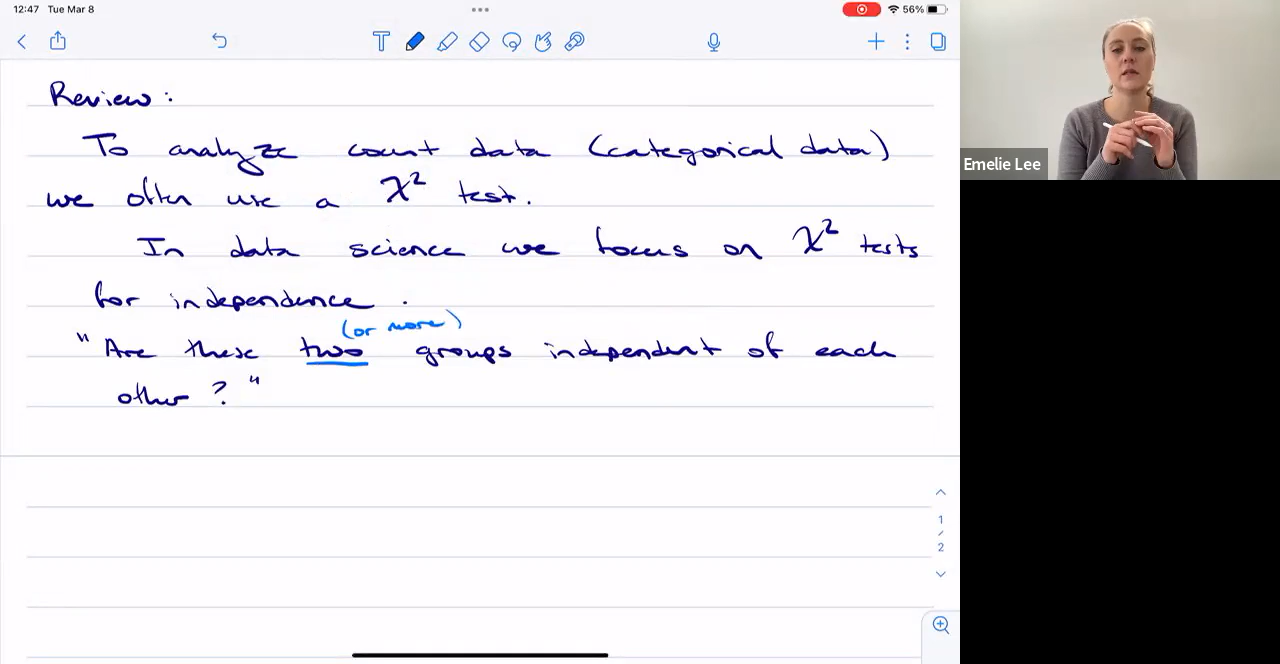 12:47 Tue Mar 8
56%
Review:
To analyze count data (categorical data)
we often use a χ² test.
In data science we focus on χ² tests
for independence.
(or more)
"Are these two groups independent of each
other?"
Emelie Lee
1
/
2